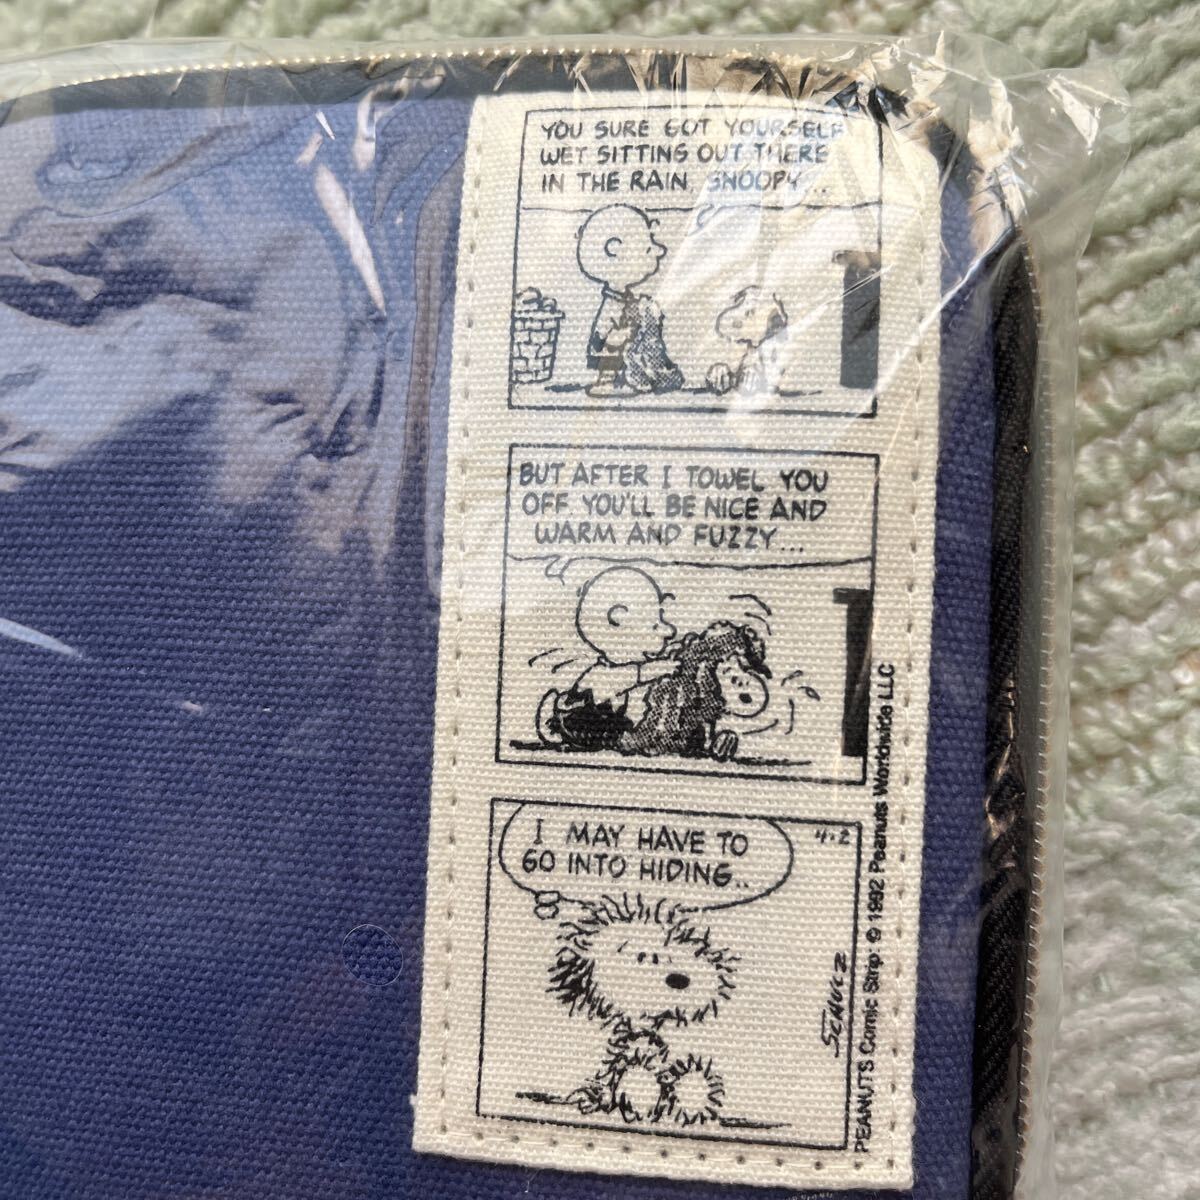 YOU SURE GOT YOURSELF
WET SITTING OUT THERE
IN THE RAIN, SNOOPY...
BUT AFTER I TOWEL YOU
OFF YOU'LL BE NICE AND
WARM AND FUZZY...
I MAY HAVE TO
GO INTO HIDING..
4-2
SCHULZ
PEANUTS Comic Strip: © 1992 Peanuts Worldwide LLC